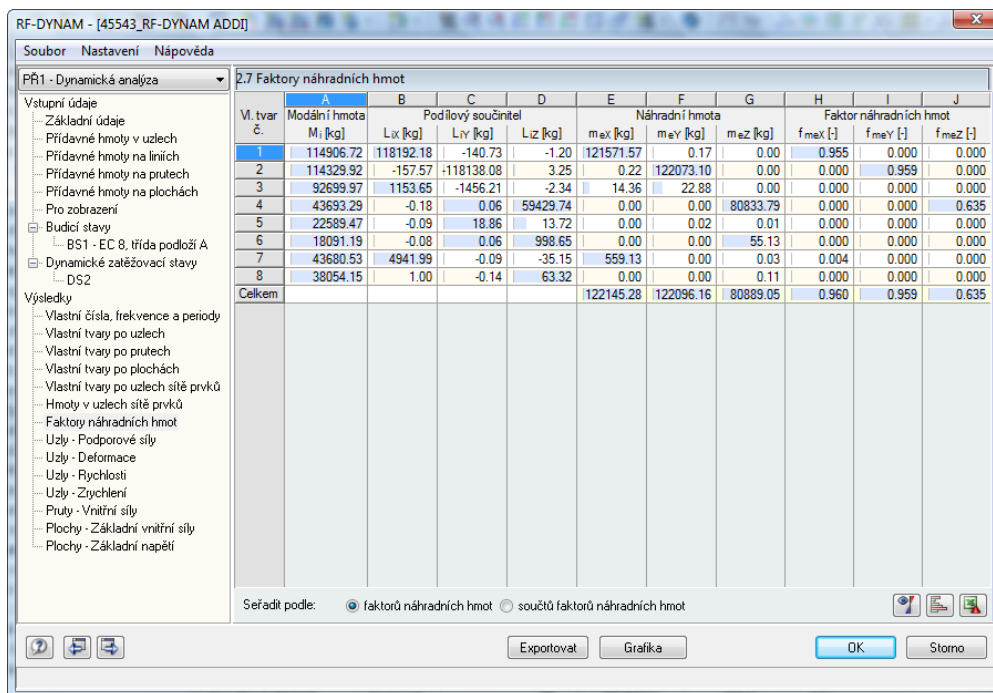 RF-DYNAM - [45543_RF-DYNAM ADDI]
Soubor Nastavení Nápověda
PŘ1 - Dynamická analýza
Vstupní údaje
Základní údaje
Přídavné hmoty v uzlech
Přídavné hmoty na liniích
Přídavné hmoty na prutech
Přídavné hmoty na plochách
Pro zobrazení
Budicí stavy
BS1 - EC 8, třída podloží A
Dynamické zatěžovací stavy
DS2
Výsledky
Vlastní čísla, frekvence a periody
Vlastní tvary po uzlech
Vlastní tvary po prutech
Vlastní tvary po plochách
Vlastní tvary po uzlech sítě prvků
Hmoty v uzlech sítě prvků
Faktory náhradních hmot
Uzly - Podporové síly
Uzly - Deformace
Uzly - Rychlosti
Uzly - Zrychlení
Pruty - Vnitřní síly
Plochy - Základní vnitřní síly
Plochy - Základní napětí
2.7 Faktory náhradních hmot
A B C D E F G H I J
Vl. tvar Modální hmota Podílový součinitel Náhradní hmota Faktor náhradních hmot
č. Mi [kg] LiX [kg] LiY [kg] LiZ [kg] meX [kg] meY [kg] meZ [kg] fmeX [-] fmeY [-] fmeZ [-]
1 114906.72 118192.18 -140.73 -1.20 121571.57 0.17 0.00 0.955 0.000 0.000
2 114329.92 -157.57 -118138.08 3.25 0.22 122073.10 0.00 0.000 0.959 0.000
3 92699.97 1153.65 -1456.21 -2.34 14.36 22.88 0.00 0.000 0.000 0.000
4 43693.29 -0.18 0.06 59429.74 0.00 0.00 80833.79 0.000 0.000 0.635
5 22589.47 -0.09 18.86 13.72 0.00 0.02 0.01 0.000 0.000 0.000
6 18091.19 -0.08 0.06 998.65 0.00 0.00 55.13 0.000 0.000 0.000
7 43680.53 4941.99 -0.09 -35.15 559.13 0.00 0.03 0.004 0.000 0.000
8 38054.15 1.00 -0.14 63.32 0.00 0.00 0.11 0.000 0.000 0.000
Celkem 122145.28 122096.16 80889.05 0.960 0.959 0.635
Seřadit podle: faktorů náhradních hmot součtů faktorů náhradních hmot
Exportovat Grafika OK Storno